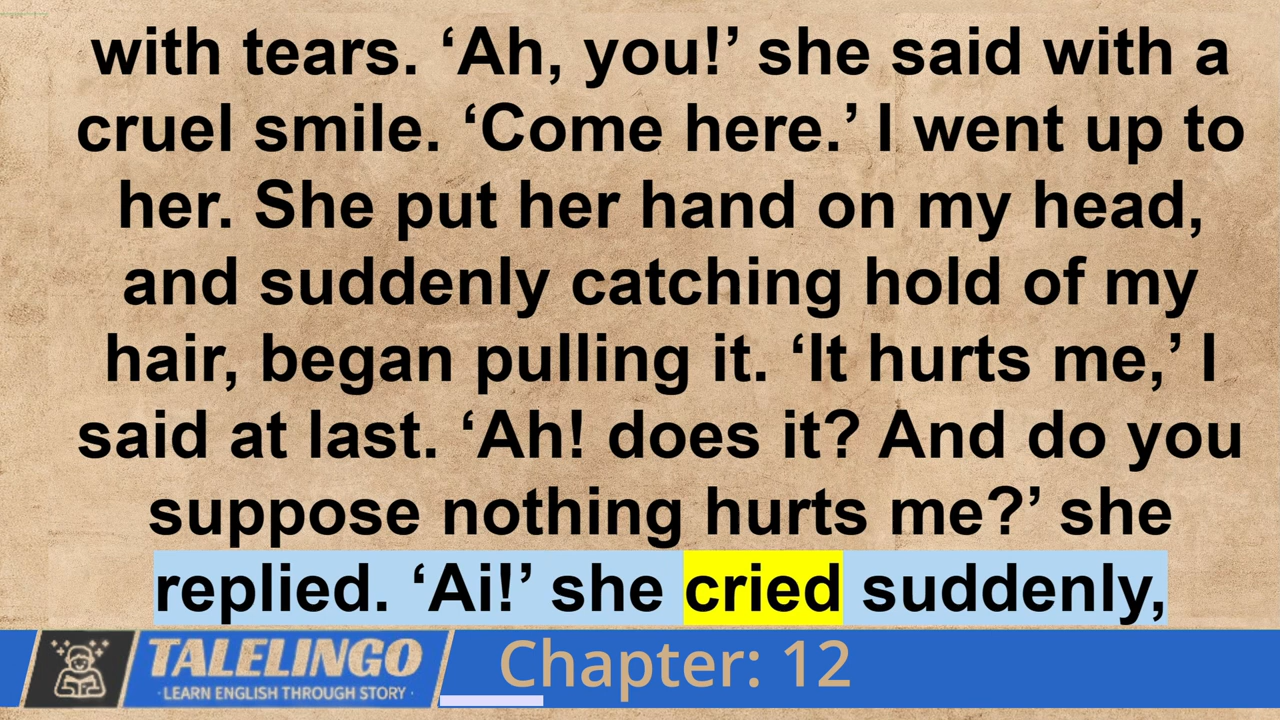 with tears. ‘Ah, you!’ she said with a
cruel smile. ‘Come here.’ I went up to
her. She put her hand on my head,
and suddenly catching hold of my
hair, began pulling it. ‘It hurts me,’ I
said at last. ‘Ah! does it? And do you
suppose nothing hurts me?’ she
replied. ‘Ai!’ she cried suddenly,
TALELINGO
· LEARN ENGLISH THROUGH STORY ·
Chapter: 12